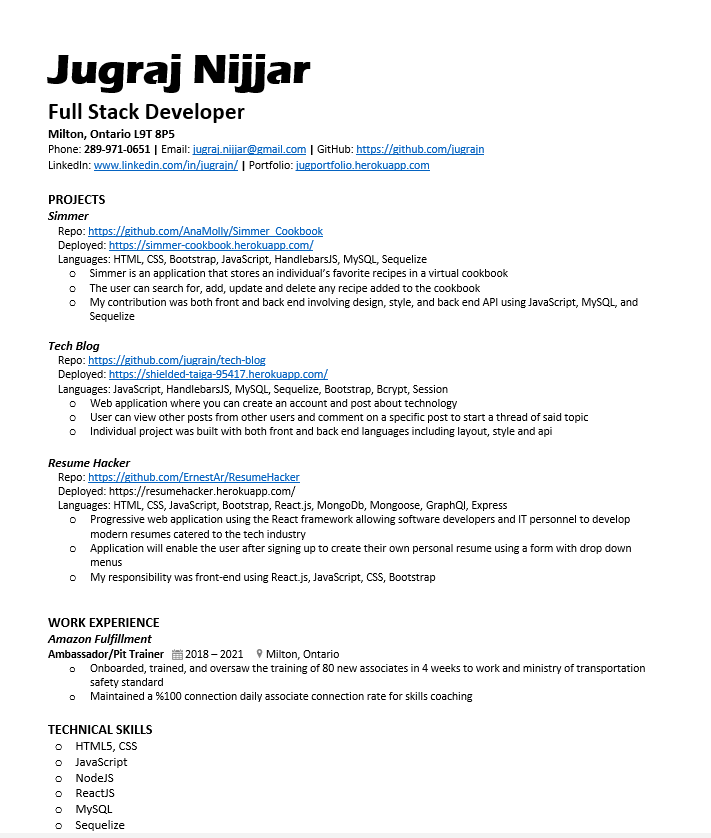 Jugraj Nijjar
Full Stack Developer
Milton, Ontario L9T 8P5
Phone: 289-971-0651 | Email: jugraj.nijjar@gmail.com | GitHub: https://github.com/jugrajn
LinkedIn: www.linkedin.com/in/jugrajn/ | Portfolio: jugportfolio.herokuapp.com
PROJECTS
Simmer
Repo: https://github.com/AnaMolly/Simmer_Cookbook
Deployed: https://simmer-cookbook.herokuapp.com/
Languages: HTML, CSS, Bootstrap, JavaScript, HandlebarsJS, MySQL, Sequelize
o Simmer is an application that stores an individual's favorite recipes in a virtual cookbook
o The user can search for, add, update and delete any recipe added to the cookbook
o My contribution was both front and back end involving design, style, and back end API using JavaScript, MySQL, and
Sequelize
Tech Blog
Repo: https://github.com/jugrajn/tech-blog
Deployed: https://shielded-taiga-95417.herokuapp.com/
Languages: JavaScript, HandlebarsJS, MySQL, Sequelize, Bootstrap, Bcrypt, Session
o Web application where you can create an account and post about technology
o User can view other posts from other users and comment on a specific post to start a thread of said topic
o Individual project was built with both front and back end languages including layout, style and api
Resume Hacker
Repo: https://github.com/ErnestAr/ResumeHacker
Deployed: https://resumehacker.herokuapp.com/
Languages: HTML, CSS, JavaScript, Bootstrap, React.js, MongoDb, Mongoose, GraphQl, Express
o Progressive web application using the React framework allowing software developers and IT personnel to develop
modern resumes catered to the tech industry
o Application will enable the user after signing up to create their own personal resume using a form with drop down
menus
o My responsibility was front-end using React.js, JavaScript, CSS, Bootstrap
WORK EXPERIENCE
Amazon Fulfillment
Ambassador/Pit Trainer 2018 – 2021 Milton, Ontario
o Onboarded, trained, and oversaw the training of 80 new associates in 4 weeks to work and ministry of transportation
safety standard
o Maintained a %100 connection daily associate connection rate for skills coaching
TECHNICAL SKILLS
o HTML5, CSS
o JavaScript
o NodeJS
o ReactJS
o MySQL
o Sequelize